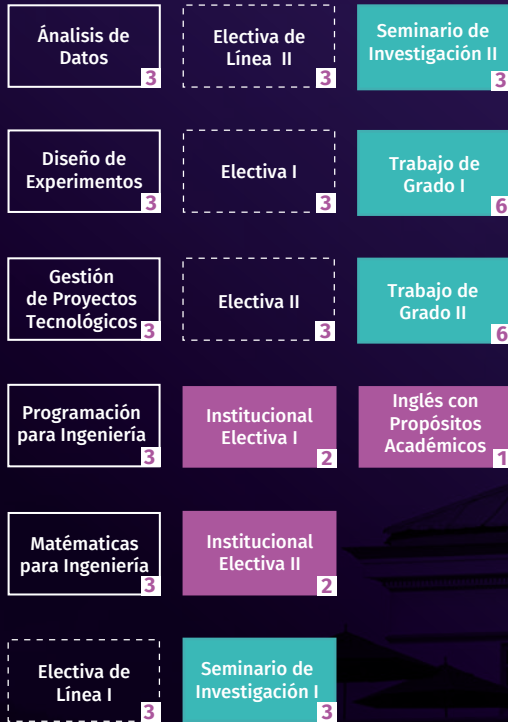 Ánalisis de
Datos
3
Diseño de
Experimentos
3
Gestión
de Proyectos
Tecnológicos
3
Programación
para Ingeniería
3
Matématicas
para Ingeniería
3
Electiva de
Línea I
3
Electiva de
Línea II
3
Electiva I
3
Electiva II
3
Institucional
Electiva I
2
Institucional
Electiva II
2
Seminario de
Investigación I
3
Seminario de
Investigación II
3
Trabajo de
Grado I
6
Trabajo de
Grado II
6
Inglés con
Propósitos
Académicos
1